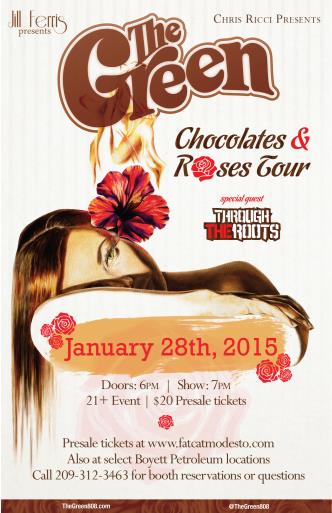 Jill Ferris
presents
Chris Ricci Presents
The
Green
Chocolates &
Roses Tour
special guest
THROUGH
THE ROOTS
January 28th, 2015
Doors: 6PM | Show: 7PM
21+ Event | $20 Presale tickets
Presale tickets at www.fatcatmodesto.com
Also at select Boyett Petroleum locations
Call 209-312-3463 for booth reservations or questions
TheGreen808.com
@TheGreen808